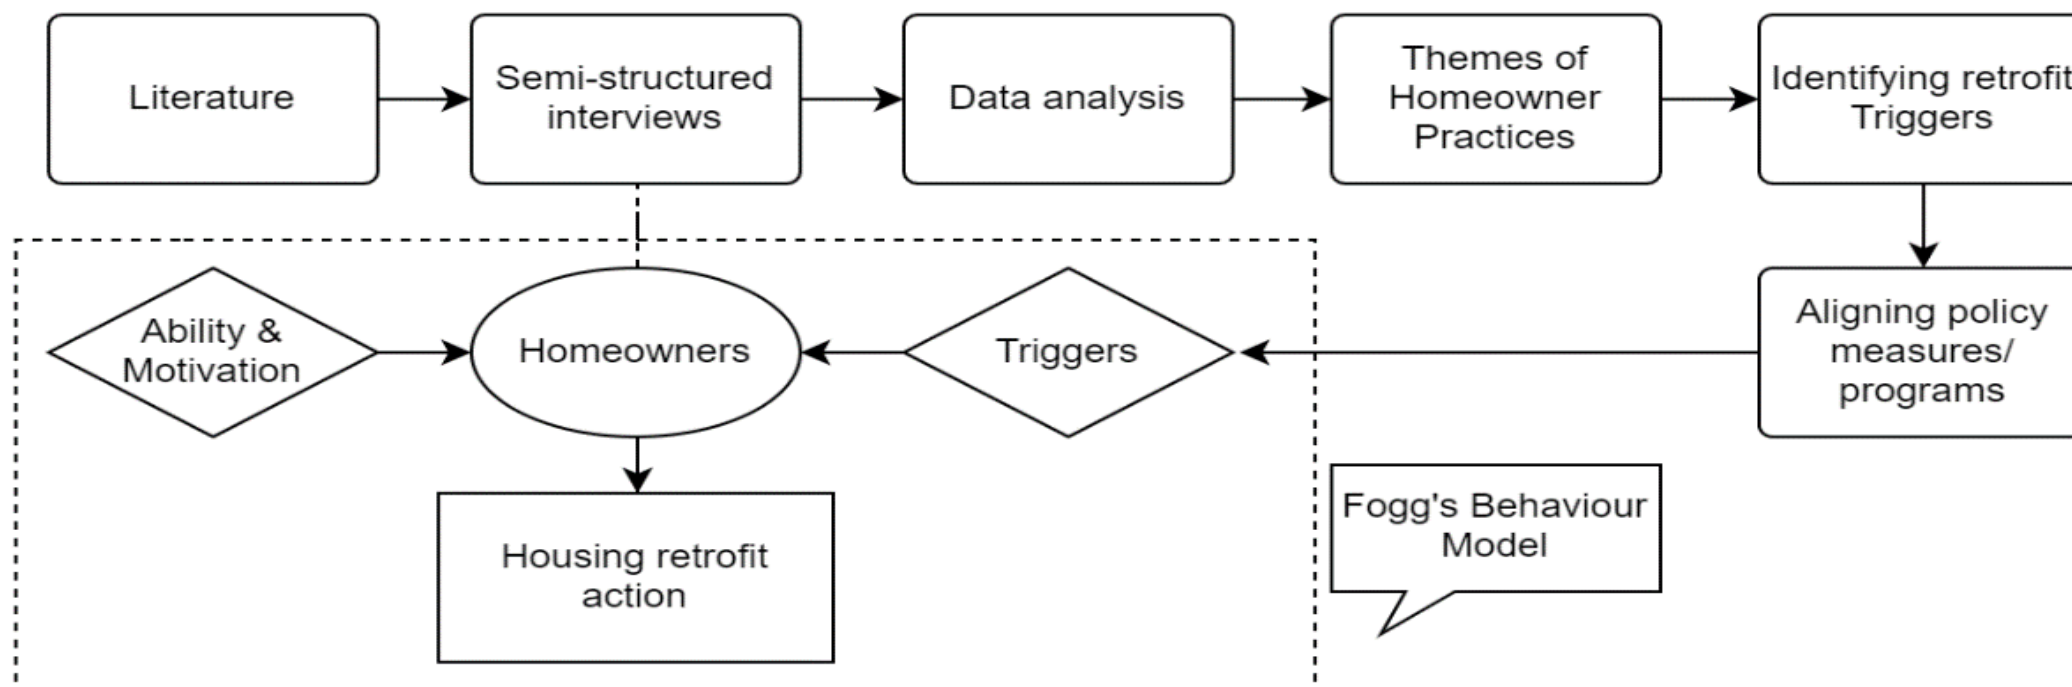 Literature
Semi-structured
interviews
Data analysis
Themes of
Homeowner
Practices
Identifying retrofit
Triggers
Ability &
Motivation
Homeowners
Triggers
Aligning policy
measures/
programs
Fogg's Behaviour
Model
Housing retrofit
action